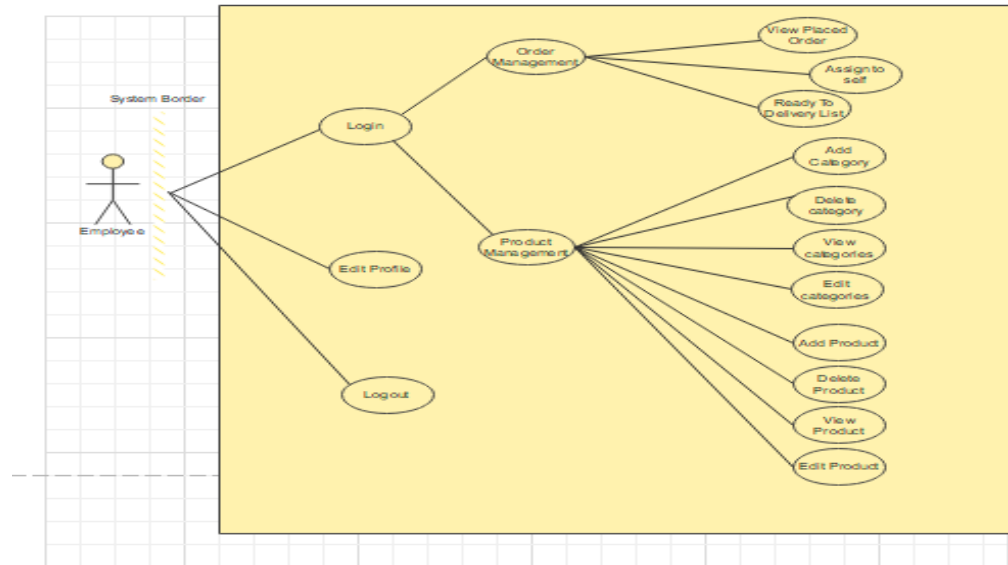 System Border
Employee
Login
Edit Profile
Logout
Order
Management
Product
Management
View Placed
Order
Assign to
self
Ready To
Delivery List
Add
Category
Delete
category
View
categories
Edit
categories
Add Product
Delete
Product
View
Product
Edit Product